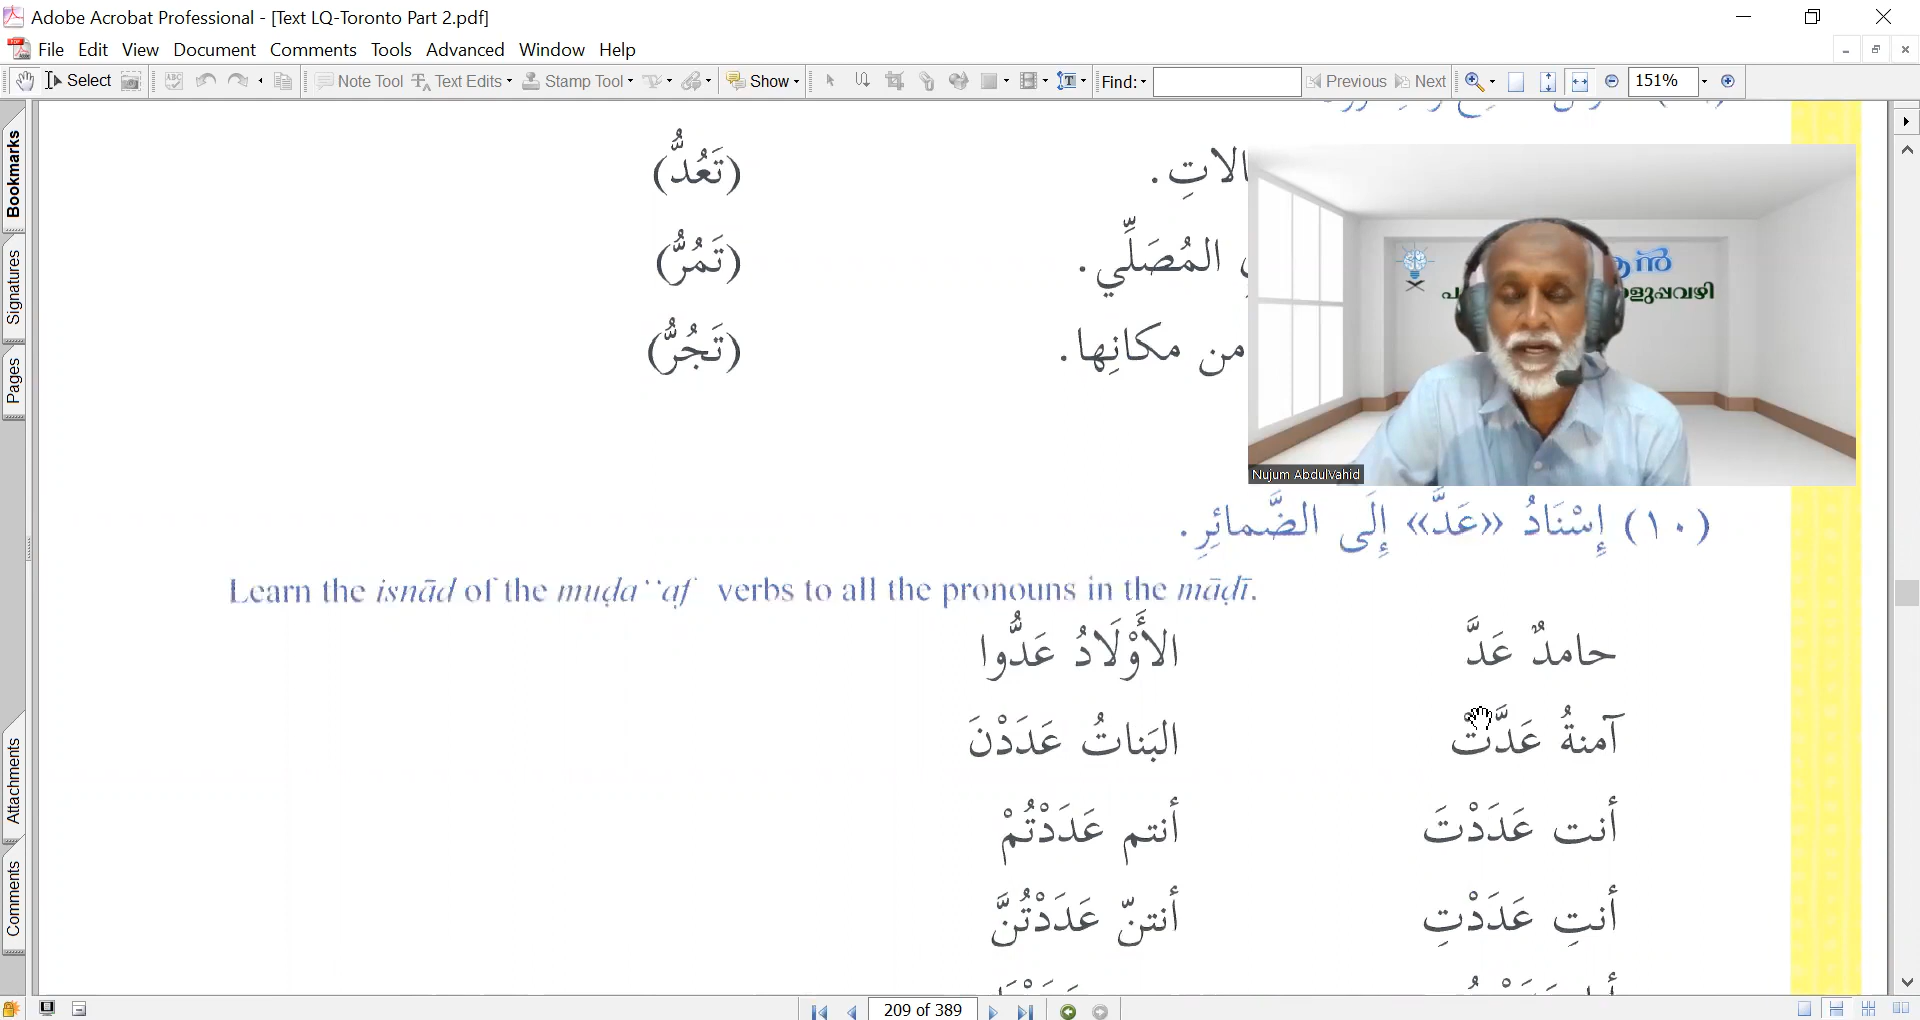 Adobe Acrobat Professional - [Text LQ-Toronto Part 2.pdf]
File Edit View Document Comments Tools Advanced Window Help
Select Note Tool Text Edits Stamp Tool Show Find: Previous Next 151%
Bookmarks
Signatures
Pages
Attachments
Comments
(تَعُدُّ)
المُصَلِّي . (تَمُرُّ)
من مكانِها . (تَجُرُّ)
Nujum AbdulVahid
(١٠) إِسْنَادُ «عَدَّ» إِلَى الضَّمائِرِ .
Learn the isnād of the muḍa''af verbs to all the pronouns in the māḍī.
حامدٌ عَدَّ الأَوْلَادُ عَدُّوا
آمنةُ عَدَّتْ البَناتُ عَدَدْنَ
أنت عَدَدْتَ أنتم عَدَدْتُمْ
أنتِ عَدَدْتِ أنتنّ عَدَدْتُنَّ
209 of 389